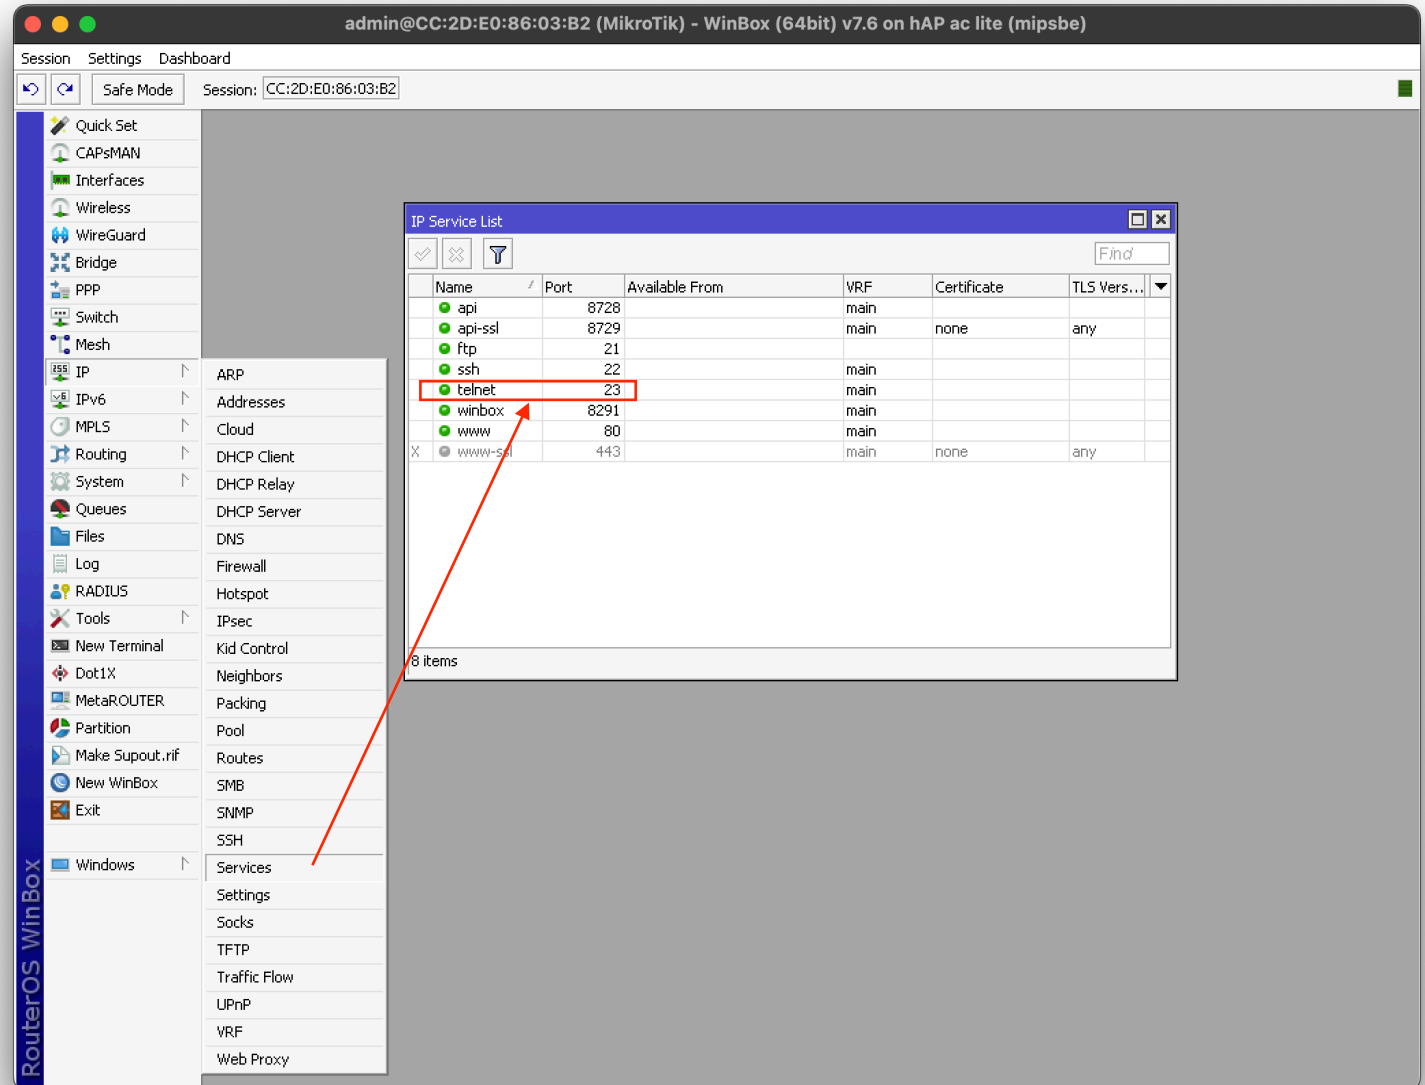 admin@CC:2D:E0:86:03:B2 (MikroTik) - WinBox (64bit) v7.6 on hAP ac lite (mipsbe)
Session Settings Dashboard
Safe Mode Session: CC:2D:E0:86:03:B2
Quick Set
CAPsMAN
Interfaces
Wireless
WireGuard
Bridge
PPP
Switch
Mesh
IP
IPv6
MPLS
Routing
System
Queues
Files
Log
RADIUS
Tools
New Terminal
Dot1X
MetaROUTER
Partition
Make Supout.rif
New WinBox
Exit
Windows
RouterOS WinBox
ARP
Addresses
Cloud
DHCP Client
DHCP Relay
DHCP Server
DNS
Firewall
Hotspot
IPsec
Kid Control
Neighbors
Packing
Pool
Routes
SMB
SNMP
SSH
Services
Settings
Socks
TFTP
Traffic Flow
UPnP
VRF
Web Proxy
IP Service List
Find
Name Port Available From VRF Certificate TLS Vers...
api 8728 main
api-ssl 8729 main none any
ftp 21
ssh 22 main
telnet 23 main
winbox 8291 main
www 80 main
X www-ssl 443 main none any
8 items